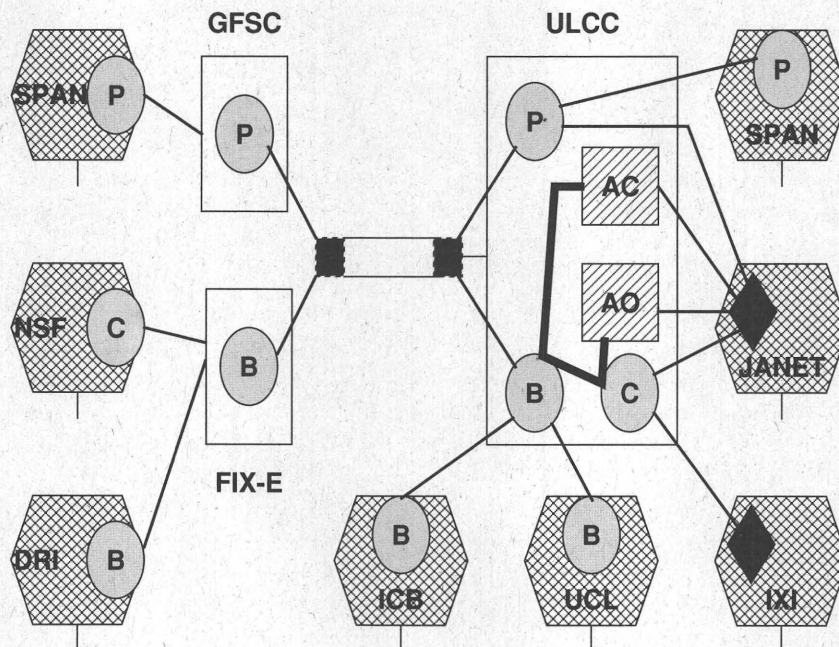 GFSC
ULCC
SPAN P
P
P
P
SPAN
AC
NSF C
AO
B
JANET
B
C
FIX-E
DRI B
B
ICB
B
UCL
IXI